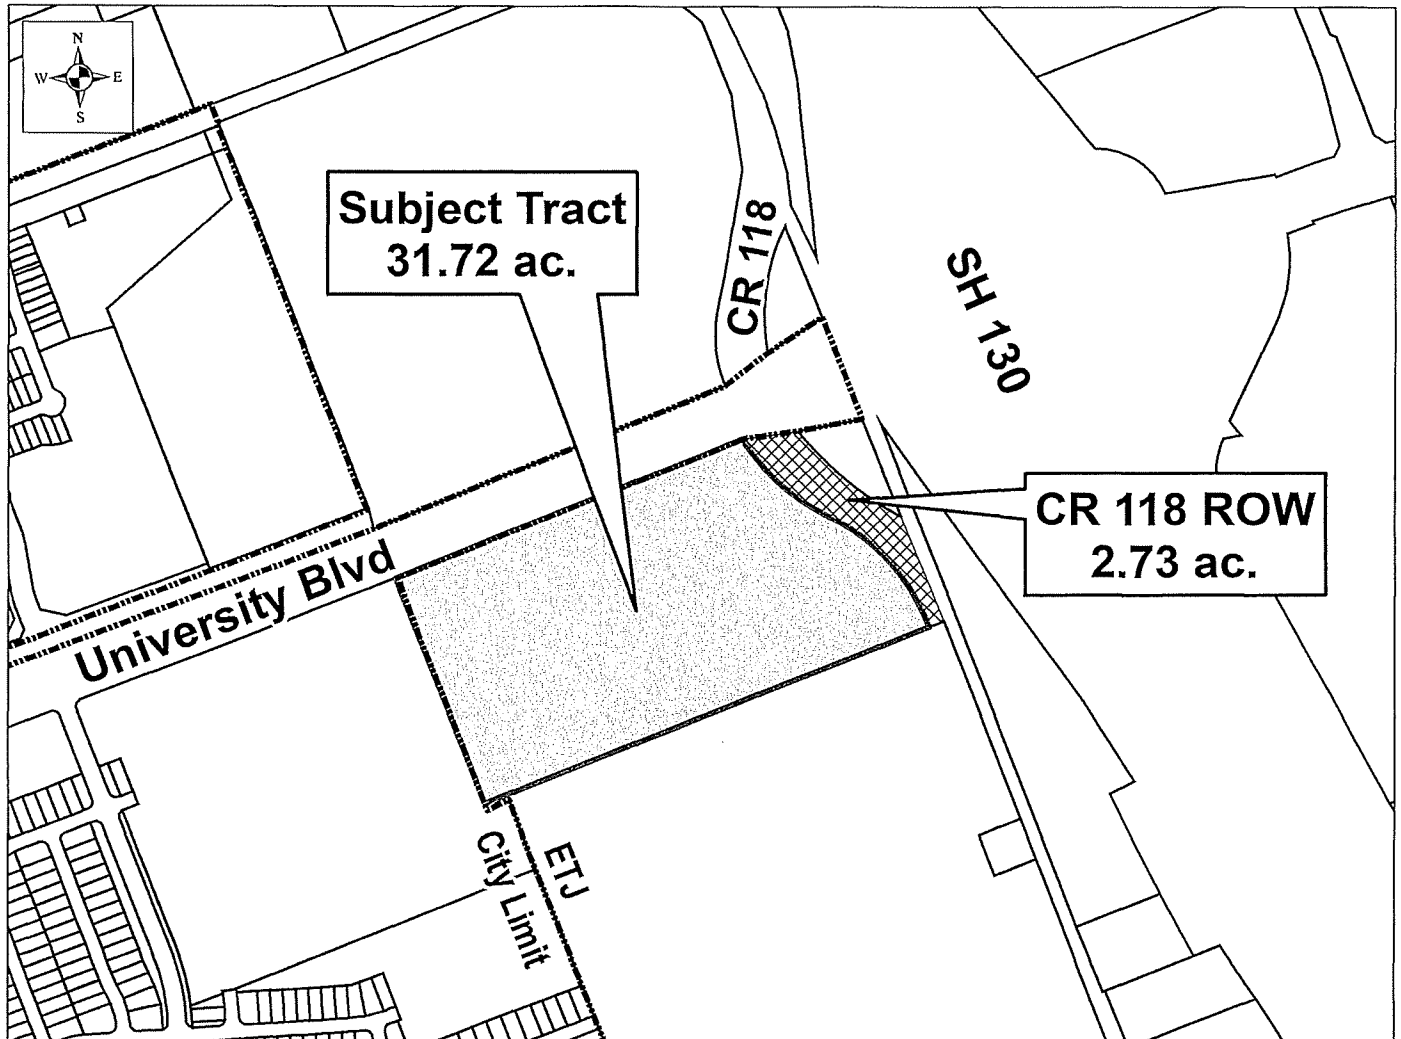 N
W E
S
Subject Tract
31.72 ac.
CR 118
SH 130
CR 118 ROW
2.73 ac.
University Blvd
ETJ
City Limit